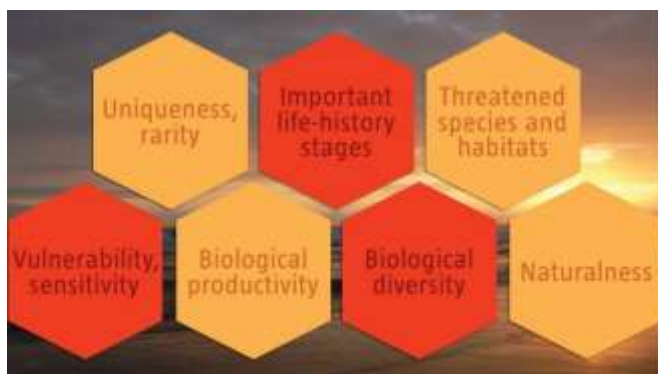 Uniqueness,
rarity
Important
life-history
stages
Threatened
species and
habitats
Vulnerability,
sensitivity
Biological
productivity
Biological
diversity
Naturalness